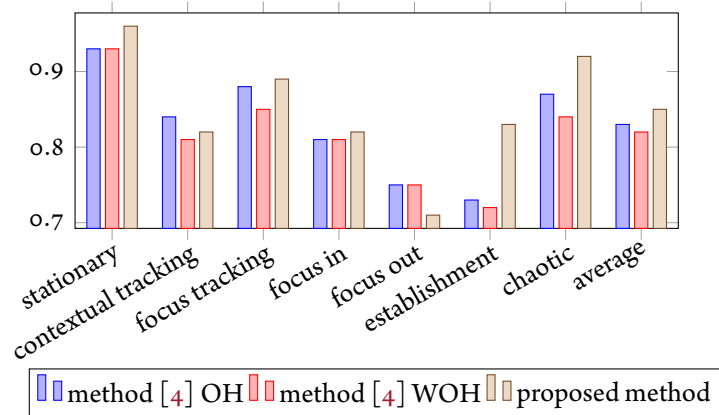 0.9
0.8
0.7
stationary
contextual tracking
focus tracking
focus in
focus out
establishment
chaotic
average
method [4] OH method [4] WOH proposed method